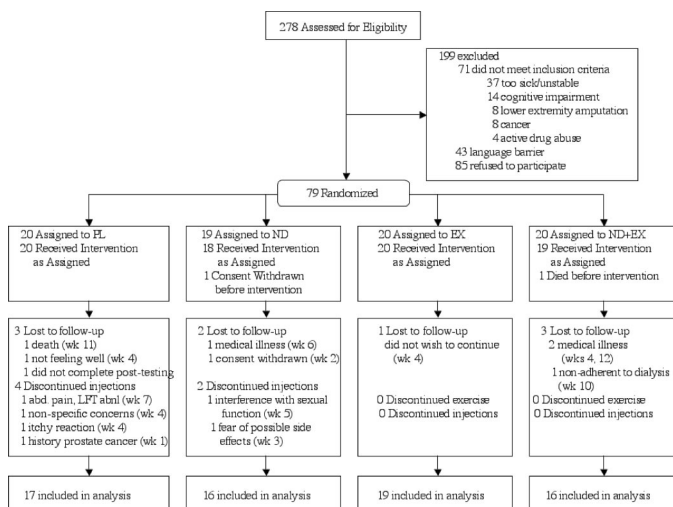 278 Assessed for Eligibility
199 excluded
71 did not meet inclusion criteria
37 too sick/unstable
14 cognitive impairment
8 lower extremity amputation
8 cancer
4 active drug abuse
43 language barrier
85 refused to participate
79 Randomized
20 Assigned to PL
20 Received Intervention
as Assigned
19 Assigned to ND
18 Received Intervention
as Assigned
1 Consent Withdrawn
before intervention
20 Assigned to EX
20 Received Intervention
as Assigned
20 Assigned to ND+EX
19 Received Intervention
as Assigned
1 Died before intervention
3 Lost to follow-up
1 death (wk 11)
1 not feeling well (wk 4)
1 did not complete post-testing
4 Discontinued injections
1 abd. pain, LFT abnl (wk 7)
1 non-specific concerns (wk 4)
1 itchy reaction (wk 4)
1 history prostate cancer (wk 1)
2 Lost to follow-up
1 medical illness (wk 6)
1 consent withdrawn (wk 2)
2 Discontinued injections
1 interference with sexual
function (wk 5)
1 fear of possible side
effects (wk 3)
1 Lost to follow-up
did not wish to continue
(wk 4)
0 Discontinued exercise
0 Discontinued injections
3 Lost to follow-up
2 medical illness
(wks 4, 12)
1 non-adherent to dialysis
(wk 10)
0 Discontinued exercise
0 Discontinued injections
17 included in analysis
16 included in analysis
19 included in analysis
16 included in analysis